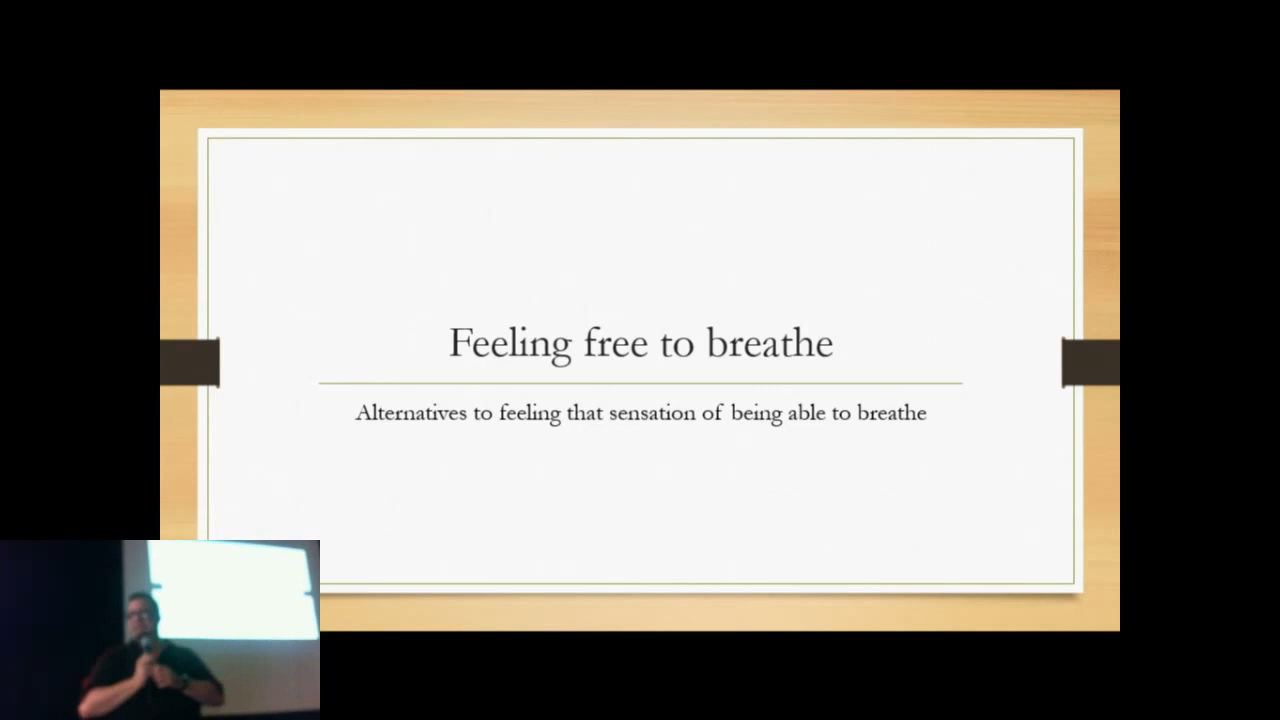 Feeling free to breathe
Alternatives to feeling that sensation of being able to breathe